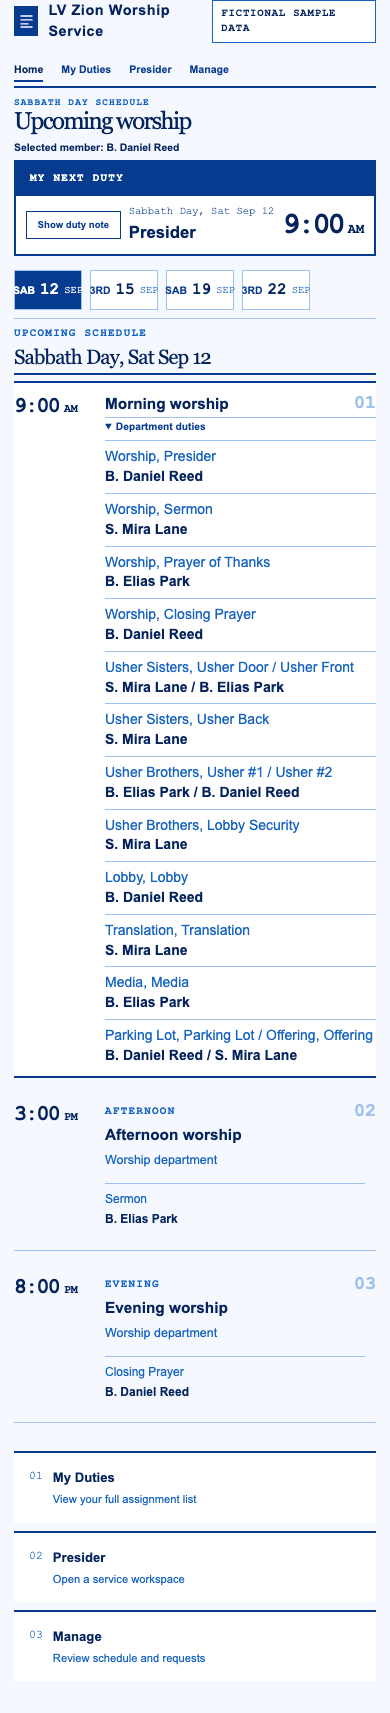 LV Zion Worship
Service
FICTIONAL SAMPLE
DATA
Home My Duties Presider Manage
SABBATH DAY SCHEDULE
Upcoming worship
Selected member: B. Daniel Reed
MY NEXT DUTY
Show duty note
Sabbath Day, Sat Sep 12
Presider
9:00 AM
SAB 12 SEP 3RD 15 SEP SAB 19 SEP 3RD 22 SEP
UPCOMING SCHEDULE
Sabbath Day, Sat Sep 12
9:00 AM Morning worship 01
▼ Department duties
Worship, Presider
B. Daniel Reed
Worship, Sermon
S. Mira Lane
Worship, Prayer of Thanks
B. Elias Park
Worship, Closing Prayer
B. Daniel Reed
Usher Sisters, Usher Door / Usher Front
S. Mira Lane / B. Elias Park
Usher Sisters, Usher Back
S. Mira Lane
Usher Brothers, Usher #1 / Usher #2
B. Elias Park / B. Daniel Reed
Usher Brothers, Lobby Security
S. Mira Lane
Lobby, Lobby
B. Daniel Reed
Translation, Translation
S. Mira Lane
Media, Media
B. Elias Park
Parking Lot, Parking Lot / Offering, Offering
B. Daniel Reed / S. Mira Lane
3:00 PM AFTERNOON 02
Afternoon worship
Worship department
Sermon
B. Elias Park
8:00 PM EVENING 03
Evening worship
Worship department
Closing Prayer
B. Daniel Reed
01 My Duties
View your full assignment list
02 Presider
Open a service workspace
03 Manage
Review schedule and requests